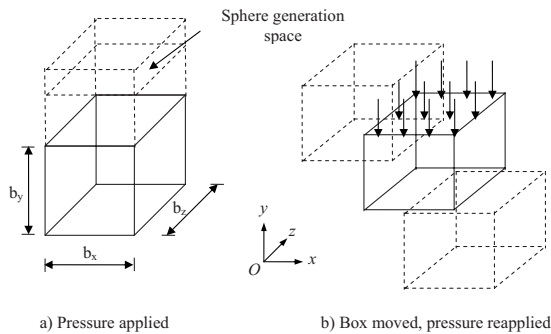 Sphere generation
space
b_y
b_z
b_x
y
z
O
x
a) Pressure applied
b) Box moved, pressure reapplied